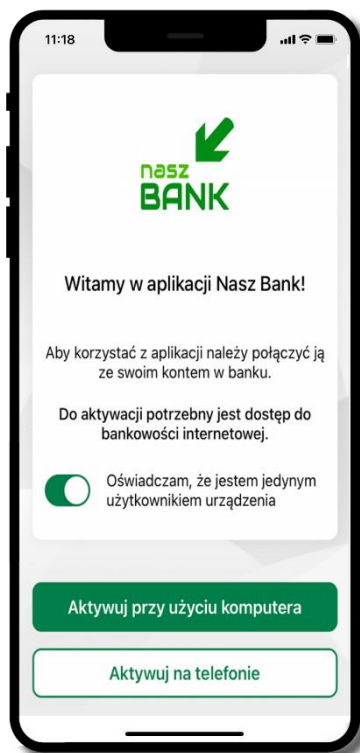 11:18
nasz
BANK
Witamy w aplikacji Nasz Bank!
Aby korzystać z aplikacji należy połączyć ją
ze swoim kontem w banku.
Do aktywacji potrzebny jest dostęp do
bankowości internetowej.
Oświadczam, że jestem jedynym
użytkownikiem urządzenia
Aktywuj przy użyciu komputera
Aktywuj na telefonie